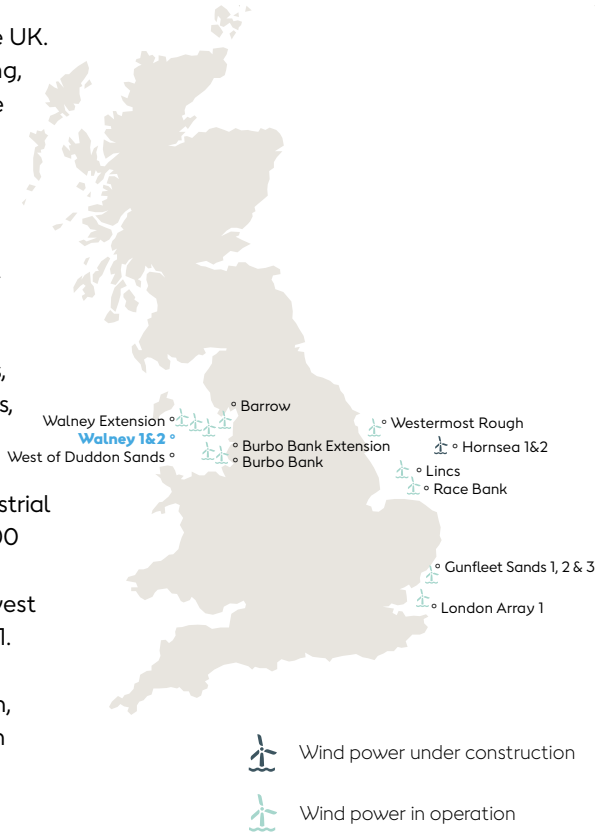 e UK.
g,
e
,
s,
strial
00
vest
1.
,
n
Barrow
Walney Extension
Walney 1&2
West of Duddon Sands
Burbo Bank Extension
Burbo Bank
Westermost Rough
Hornsea 1&2
Lincs
Race Bank
Gunfleet Sands 1, 2 & 3
London Array 1
Wind power under construction
Wind power in operation